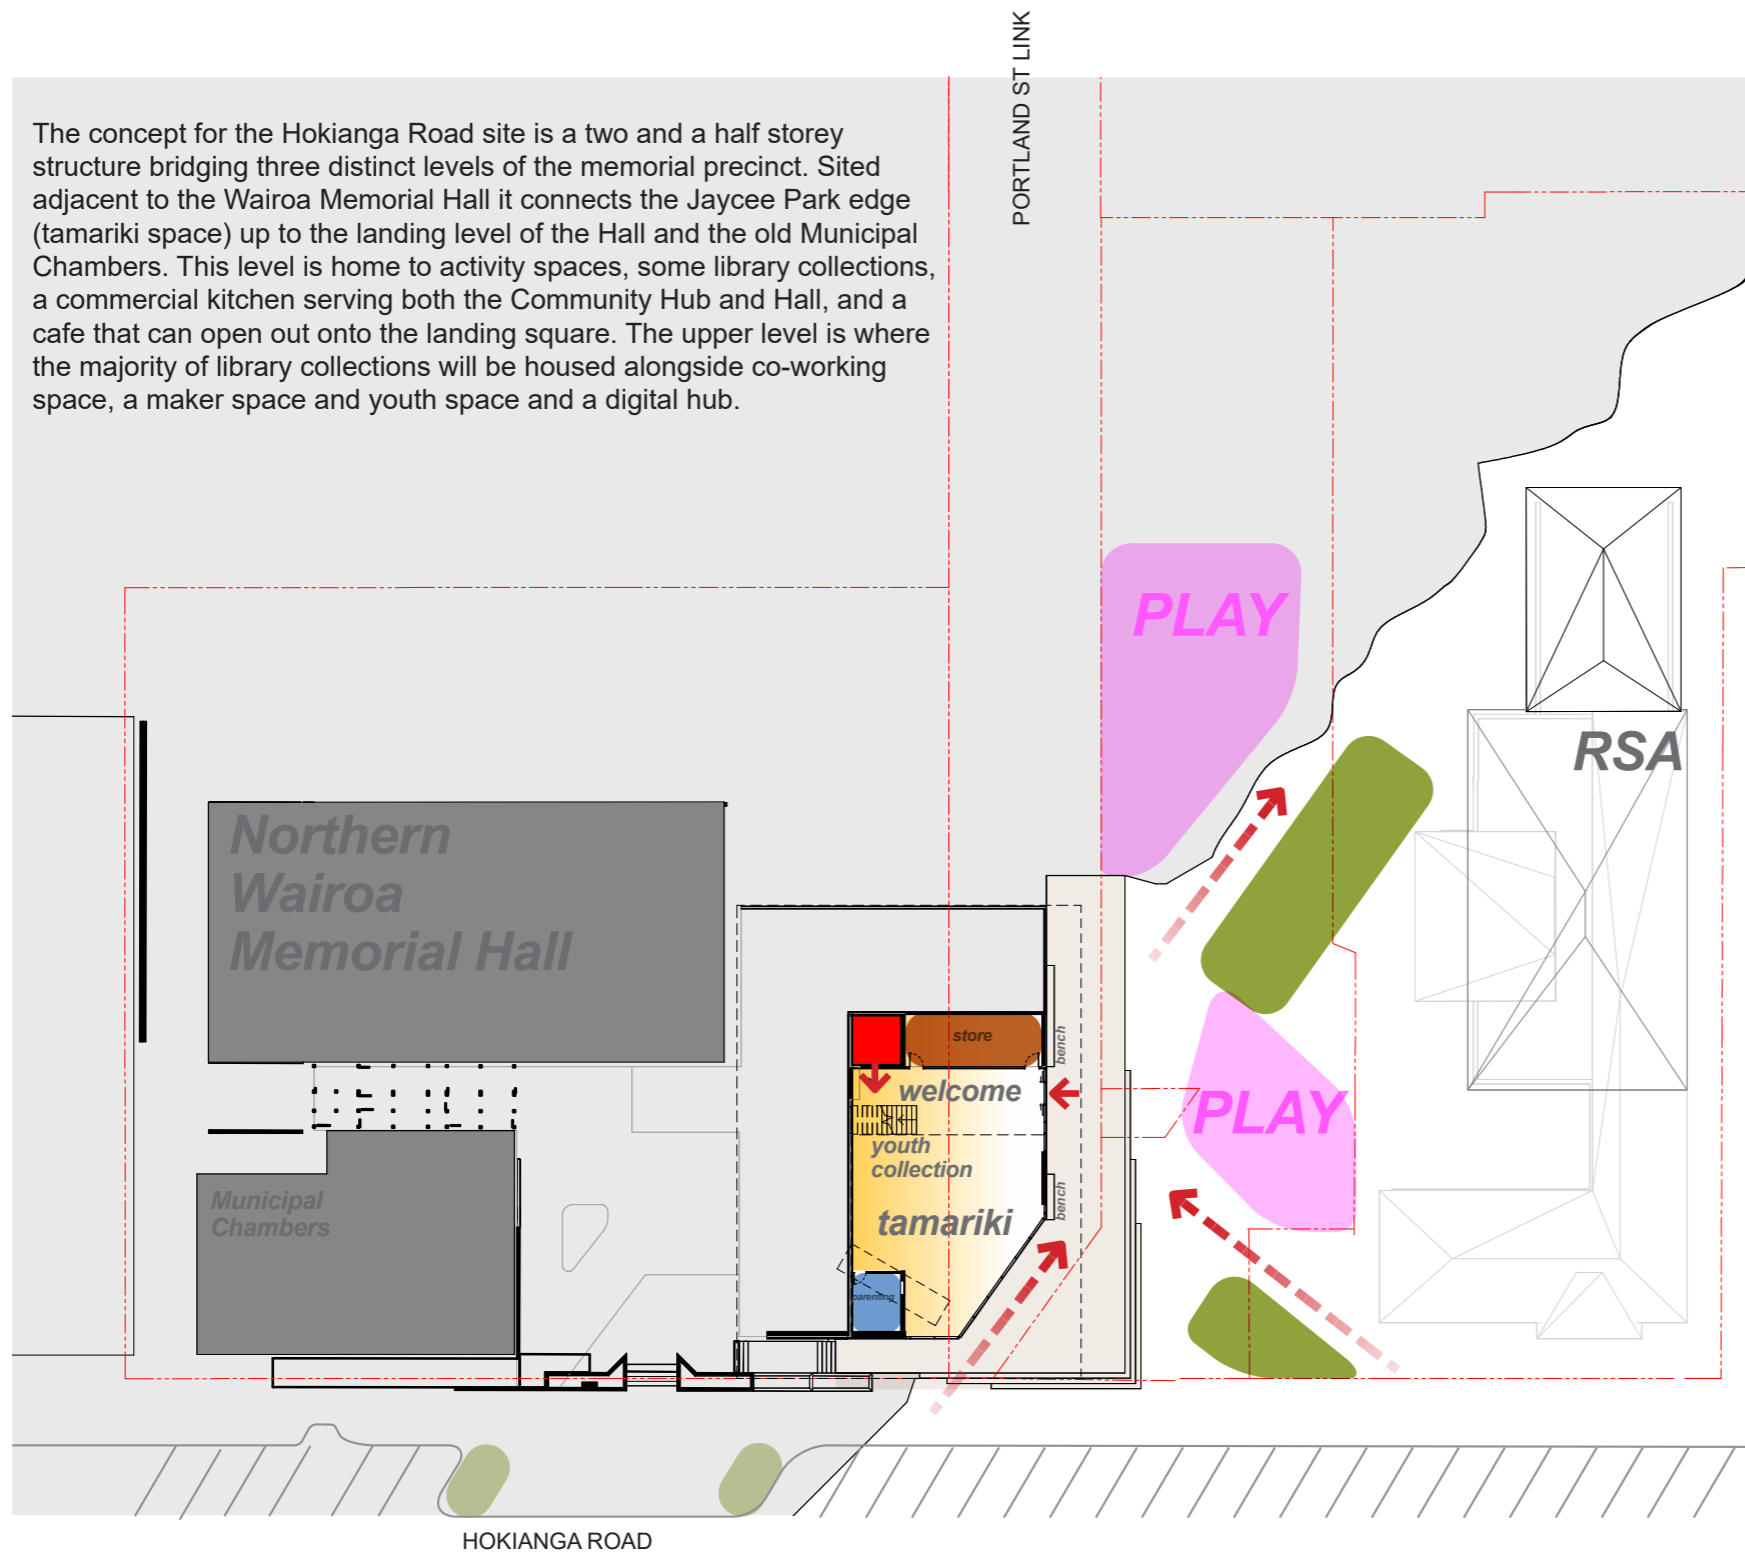 PORTLAND ST LINK
The concept for the Hokianga Road site is a two and a half storey
structure bridging three distinct levels of the memorial precinct. Sited
adjacent to the Wairoa Memorial Hall it connects the Jaycee Park edge
(tamariki space) up to the landing level of the Hall and the old Municipal
Chambers. This level is home to activity spaces, some library collections,
a commercial kitchen serving both the Community Hub and Hall, and a
cafe that can open out onto the landing square. The upper level is where
the majority of library collections will be housed alongside co-working
space, a maker space and youth space and a digital hub.
PLAY
RSA
Northern
Wairoa
Memorial Hall
store
bench
welcome
PLAY
youth
collection
Municipal
Chambers
bench
tamariki
parenting
HOKIANGA ROAD